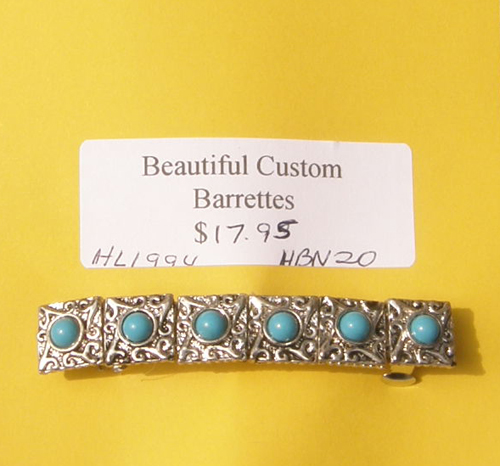 Beautiful Custom
Barrettes
$17.95
HL1994 HBN20